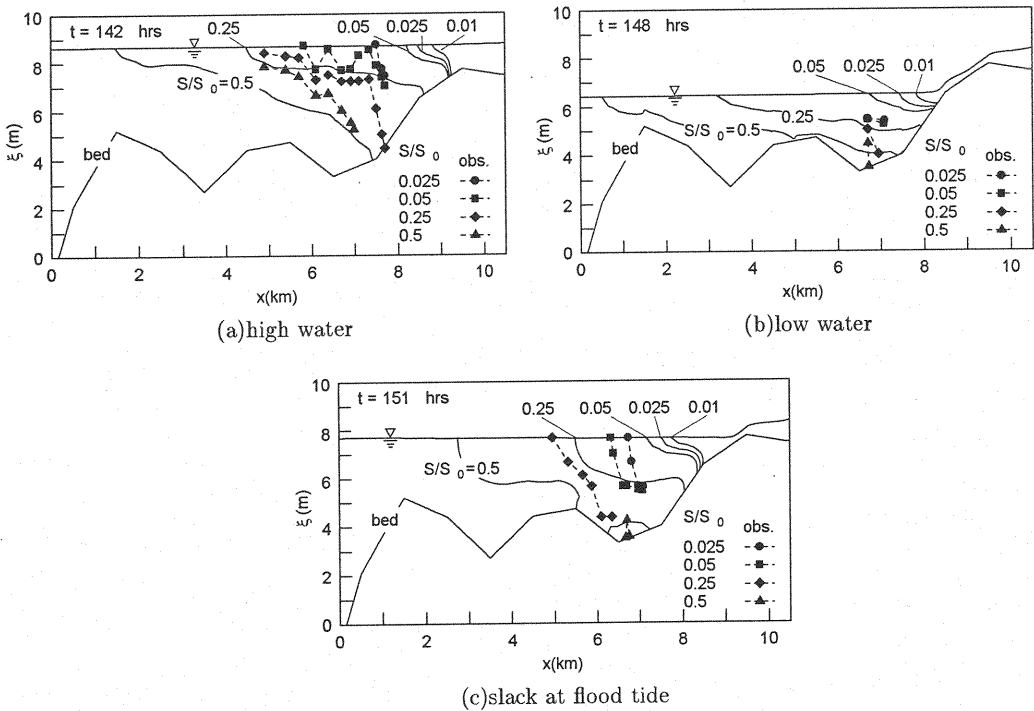 t = 142 hrs
0.25
0.05
0.025
0.01
S/S 0 = 0.5
bed
S/S 0 obs.
0.025
0.05
0.25
0.5
ξ (m)
10
8
6
4
2
0
0 2 4 6 8 10
x(km)
(a)high water
t = 148 hrs
0.05
0.025
0.01
0.25
S/S 0 = 0.5
bed
S/S 0 obs.
0.025
0.05
0.25
0.5
ξ (m)
10
8
6
4
2
0
0 2 4 6 8 10
x(km)
(b)low water
t = 151 hrs
0.25
0.05
0.025
0.01
S/S 0 = 0.5
bed
S/S 0 obs.
0.025
0.05
0.25
0.5
ξ (m)
10
8
6
4
2
0
0 2 4 6 8 10
x(km)
(c)slack at flood tide